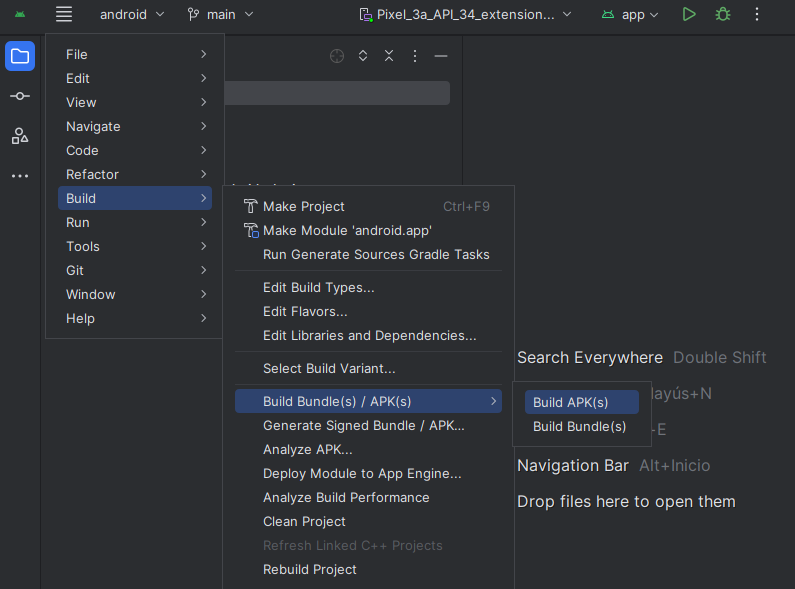 android
main
Pixel_3a_API_34_extension...
app
File
Edit
View
Navigate
Code
Refactor
Build
Run
Tools
Git
Window
Help
Make Project Ctrl+F9
Make Module 'android.app'
Run Generate Sources Gradle Tasks
Edit Build Types...
Edit Flavors...
Edit Libraries and Dependencies...
Select Build Variant...
Build Bundle(s) / APK(s)
Generate Signed Bundle / APK...
Analyze APK...
Deploy Module to App Engine...
Analyze Build Performance
Clean Project
Refresh Linked C++ Projects
Rebuild Project
Build APK(s)
Build Bundle(s)
Search Everywhere Double Shift
ayús+N
-E
Navigation Bar Alt+Inicio
Drop files here to open them